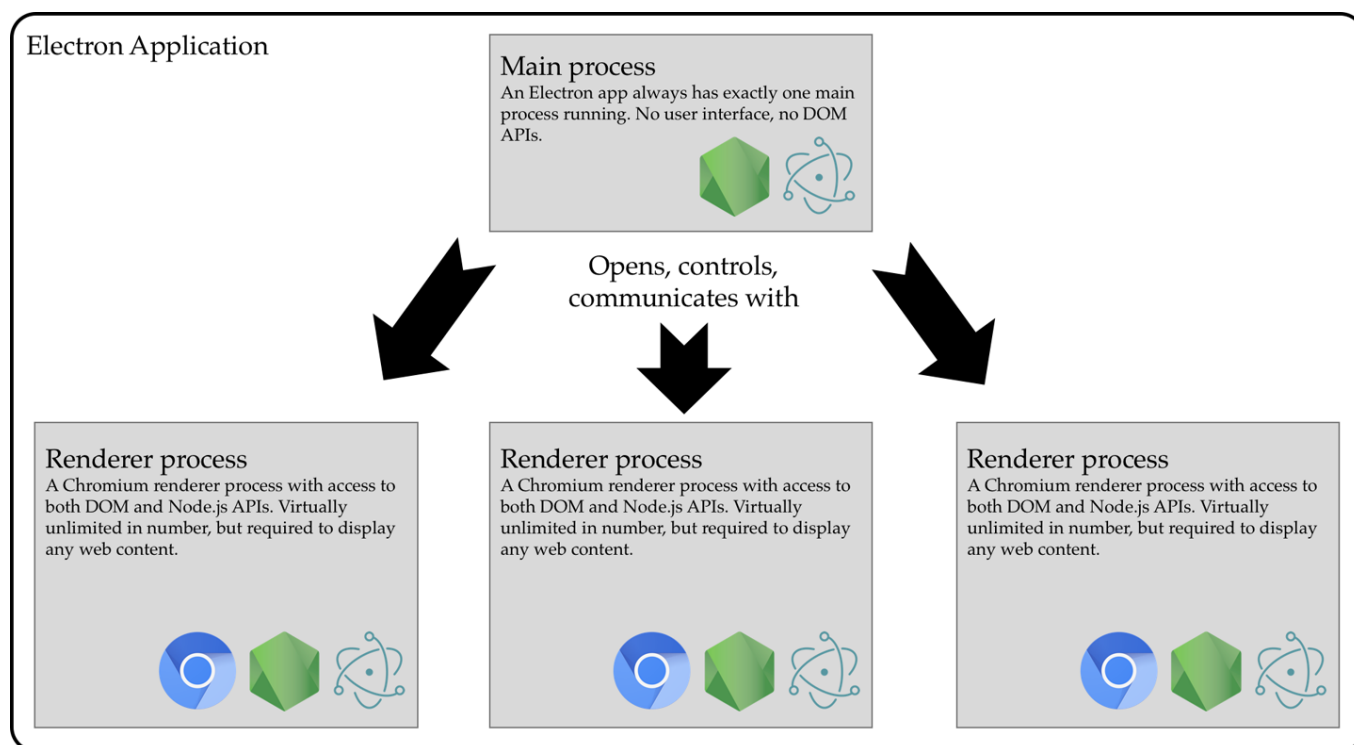 Electron Application
Main process
An Electron app always has exactly one main
process running. No user interface, no DOM
APIs.
Opens, controls,
communicates with
Renderer process
A Chromium renderer process with access to
both DOM and Node.js APIs. Virtually
unlimited in number, but required to display
any web content.
Renderer process
A Chromium renderer process with access to
both DOM and Node.js APIs. Virtually
unlimited in number, but required to display
any web content.
Renderer process
A Chromium renderer process with access to
both DOM and Node.js APIs. Virtually
unlimited in number, but required to display
any web content.